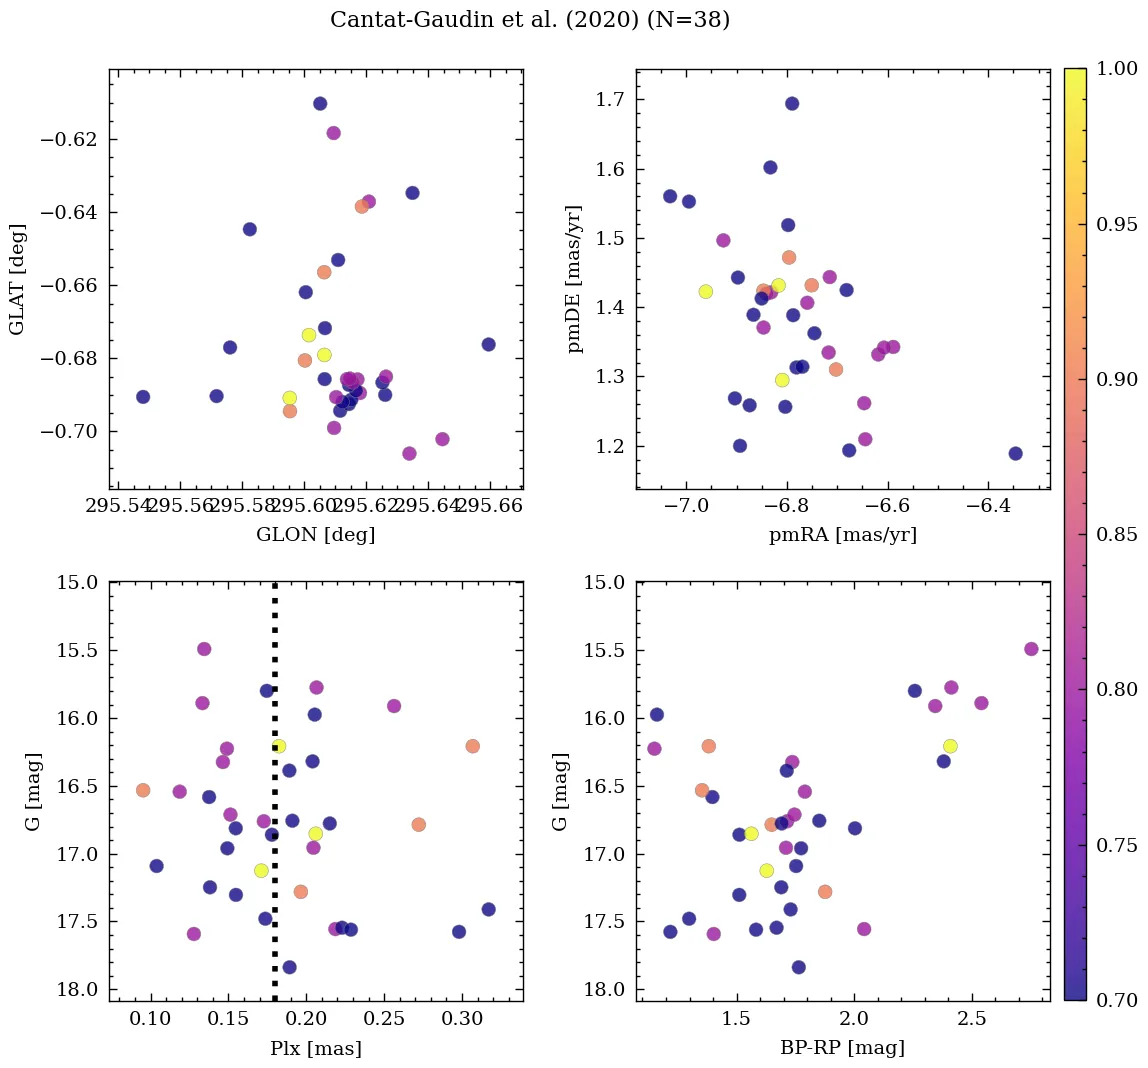 Cantat-Gaudin et al. (2020) (N=38)
−0.62
−0.64
−0.66
−0.68
−0.70
GLAT [deg]
295.54 295.56 295.58 295.60 295.62 295.64 295.66
GLON [deg]
1.7
1.6
1.5
1.4
1.3
1.2
pmDE [mas/yr]
−7.0 −6.8 −6.6 −6.4
pmRA [mas/yr]
15.0
15.5
16.0
16.5
17.0
17.5
18.0
G [mag]
0.10 0.15 0.20 0.25 0.30
Plx [mas]
15.0
15.5
16.0
16.5
17.0
17.5
18.0
G [mag]
1.5 2.0 2.5
BP-RP [mag]
1.00
0.95
0.90
0.85
0.80
0.75
0.70